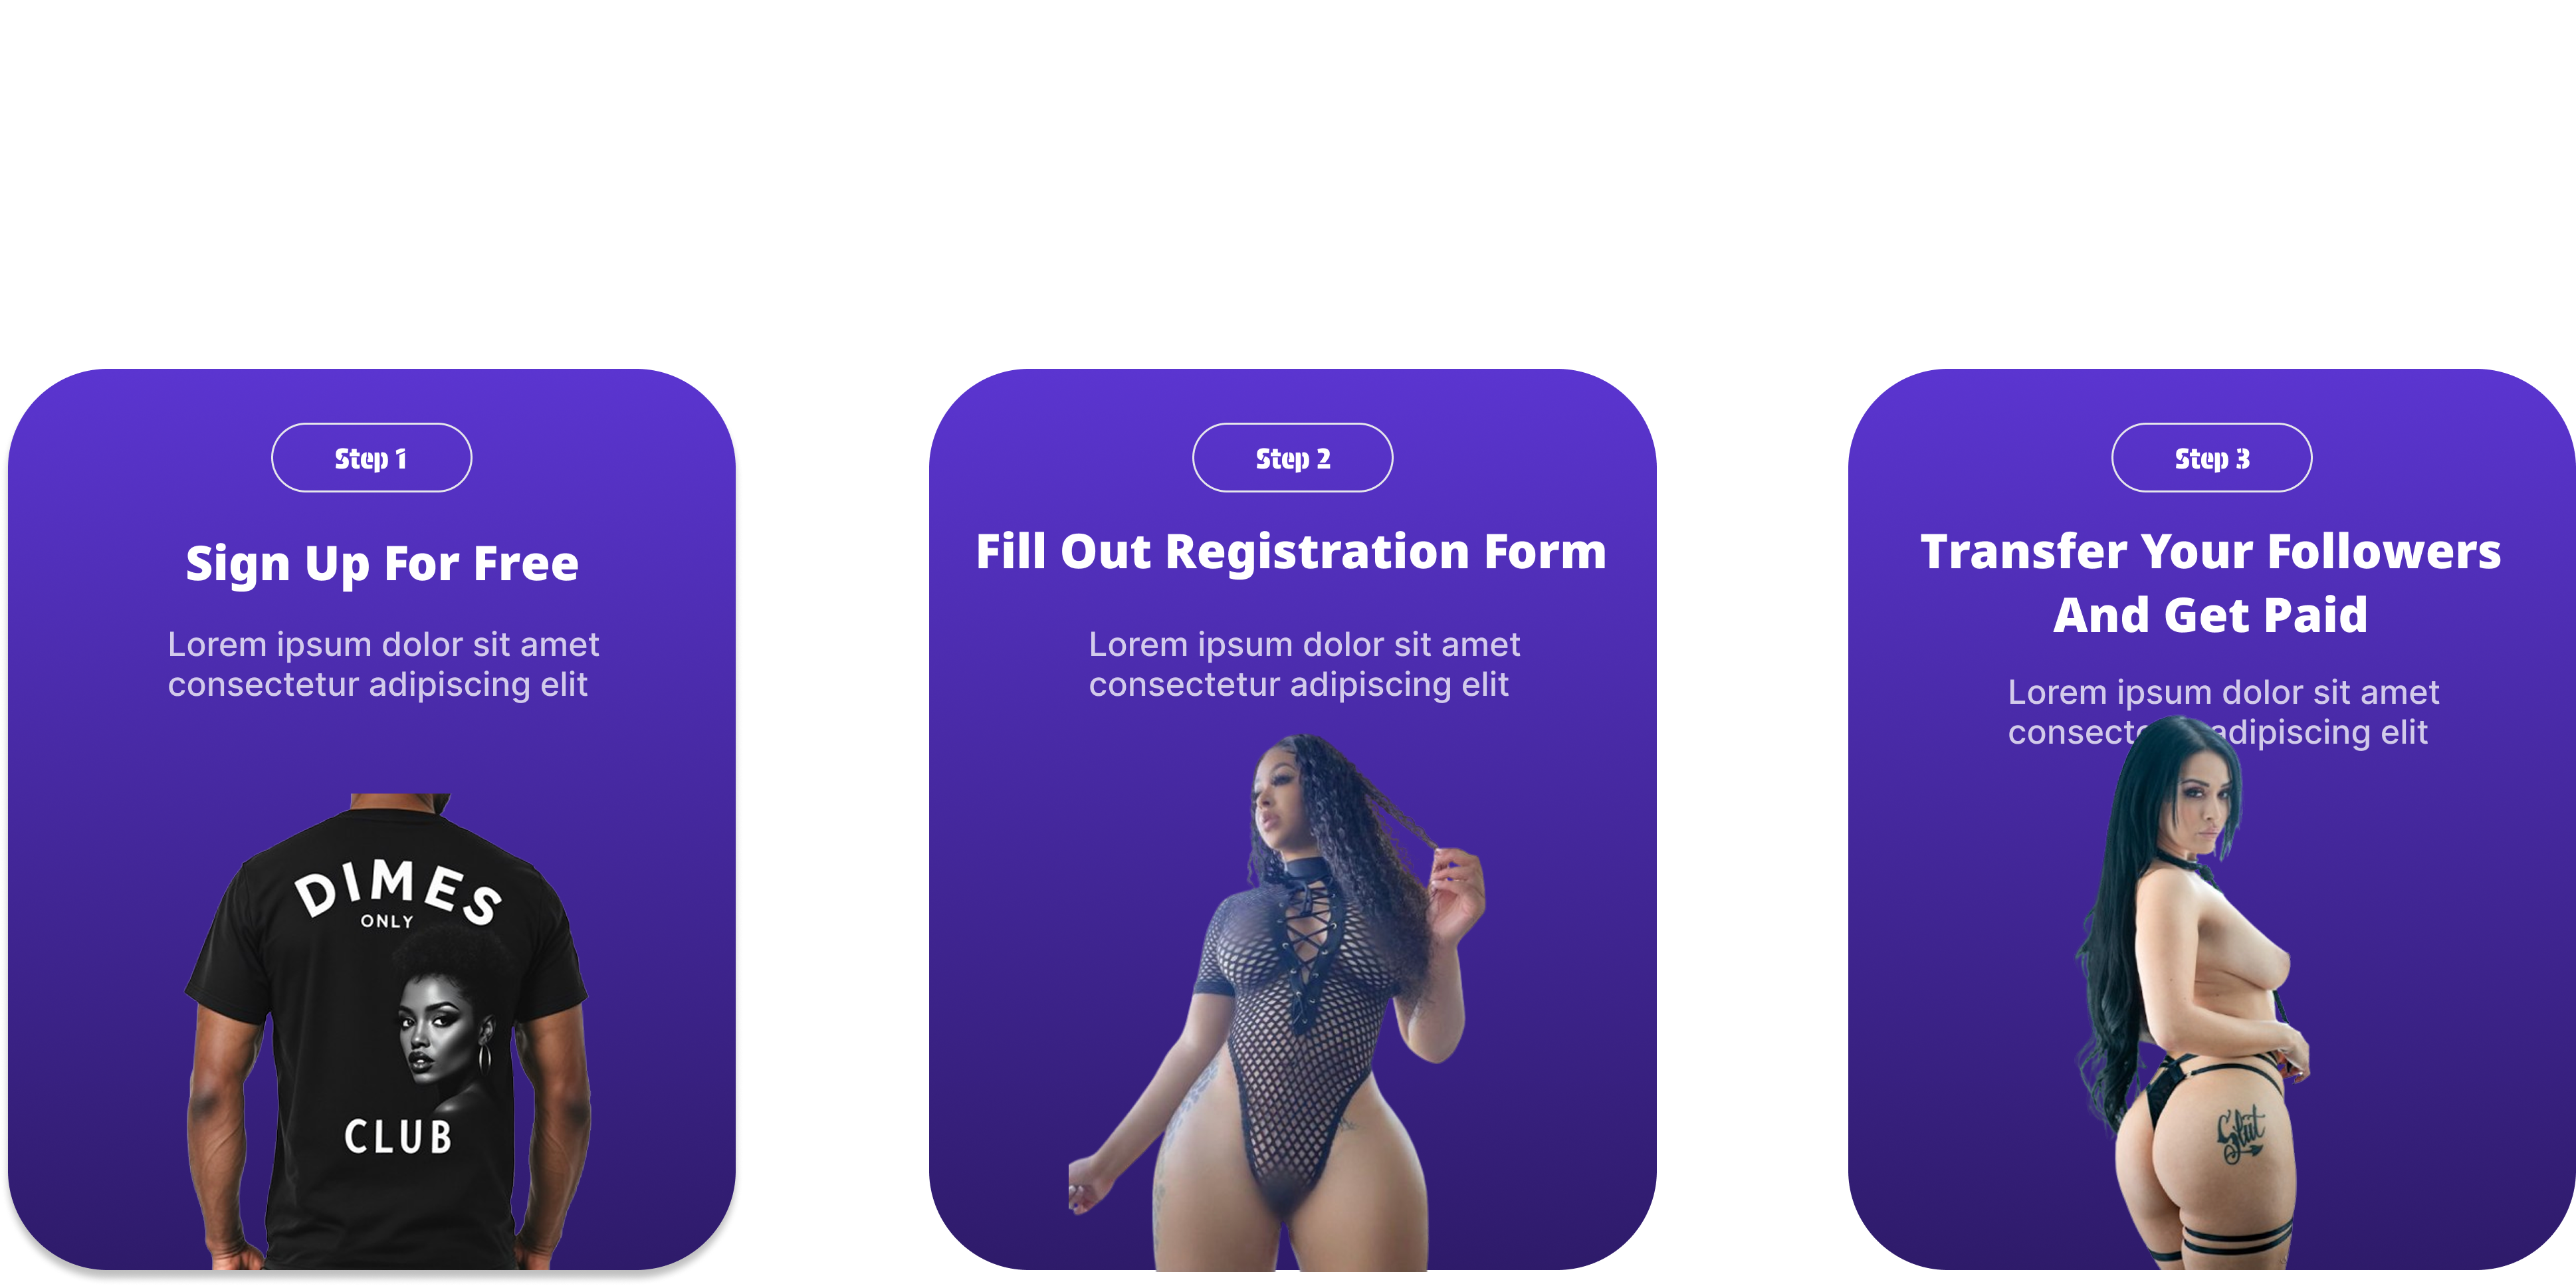 Step 1
Sign Up For Free
Lorem ipsum dolor sit amet
consectetur adipiscing elit
DIMES
ONLY
CLUB
Step 2
Fill Out Registration Form
Lorem ipsum dolor sit amet
consectetur adipiscing elit
Step 3
Transfer Your Followers
And Get Paid
Lorem ipsum dolor sit amet
adipiscing elit
Slut